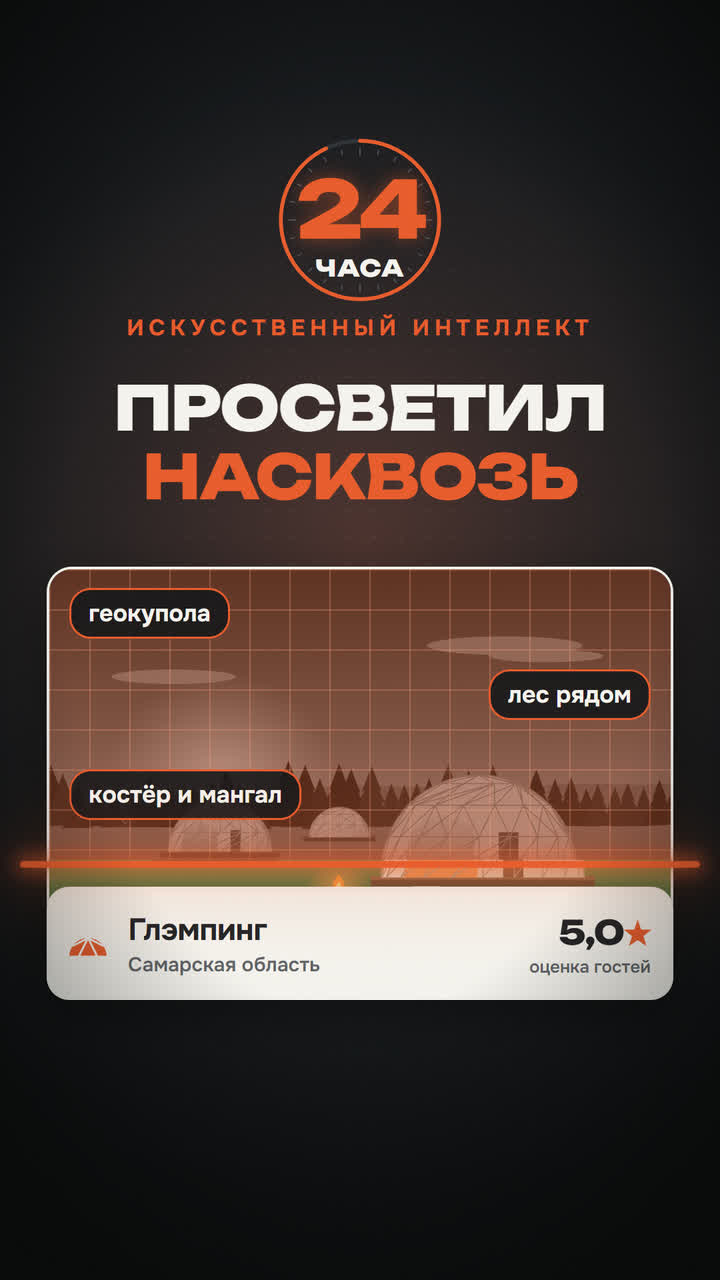 24
ЧАСА
ИСКУССТВЕННЫЙ ИНТЕЛЛЕКТ
ПРОСВЕТИЛ
НАСКВОЗЬ
геокупола
лес рядом
костёр и мангал
Глэмпинг
Самарская область
5,0★
оценка гостей